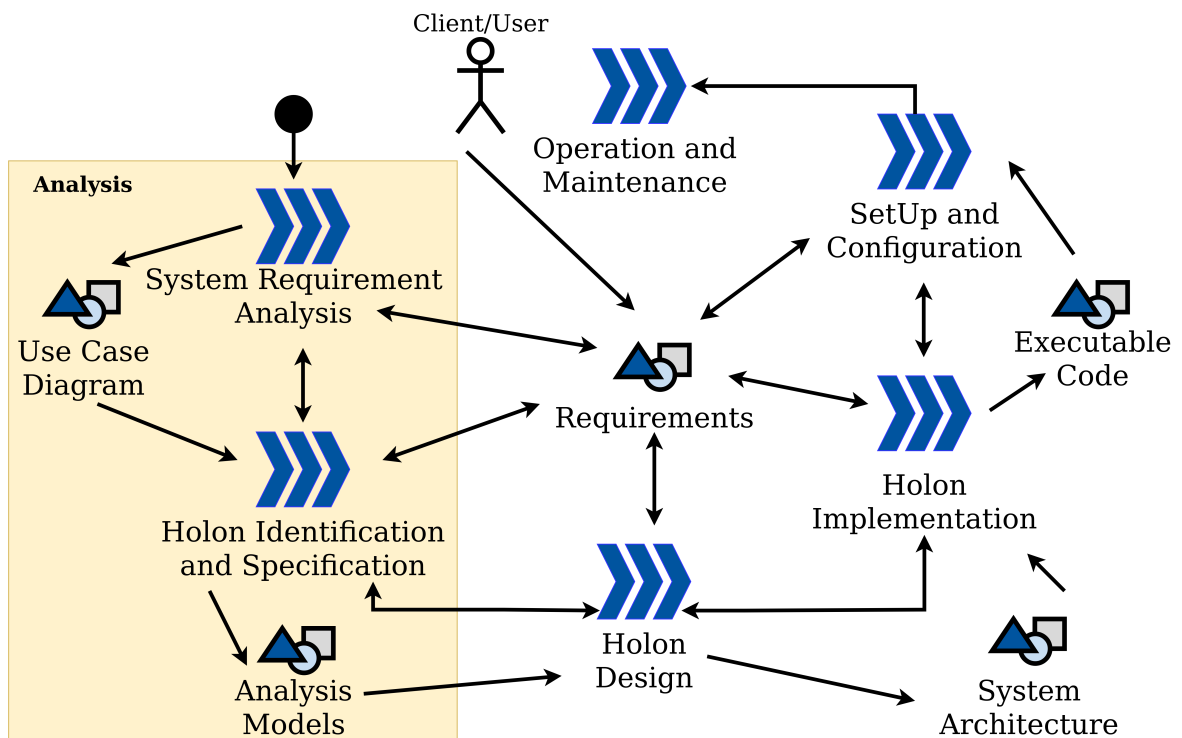 Client/User
Operation and
Maintenance
Analysis
SetUp and
Configuration
System Requirement
Analysis
Use Case
Diagram
Executable
Code
Requirements
Holon
Implementation
Holon Identification
and Specification
Holon
Design
Analysis
Models
System
Architecture